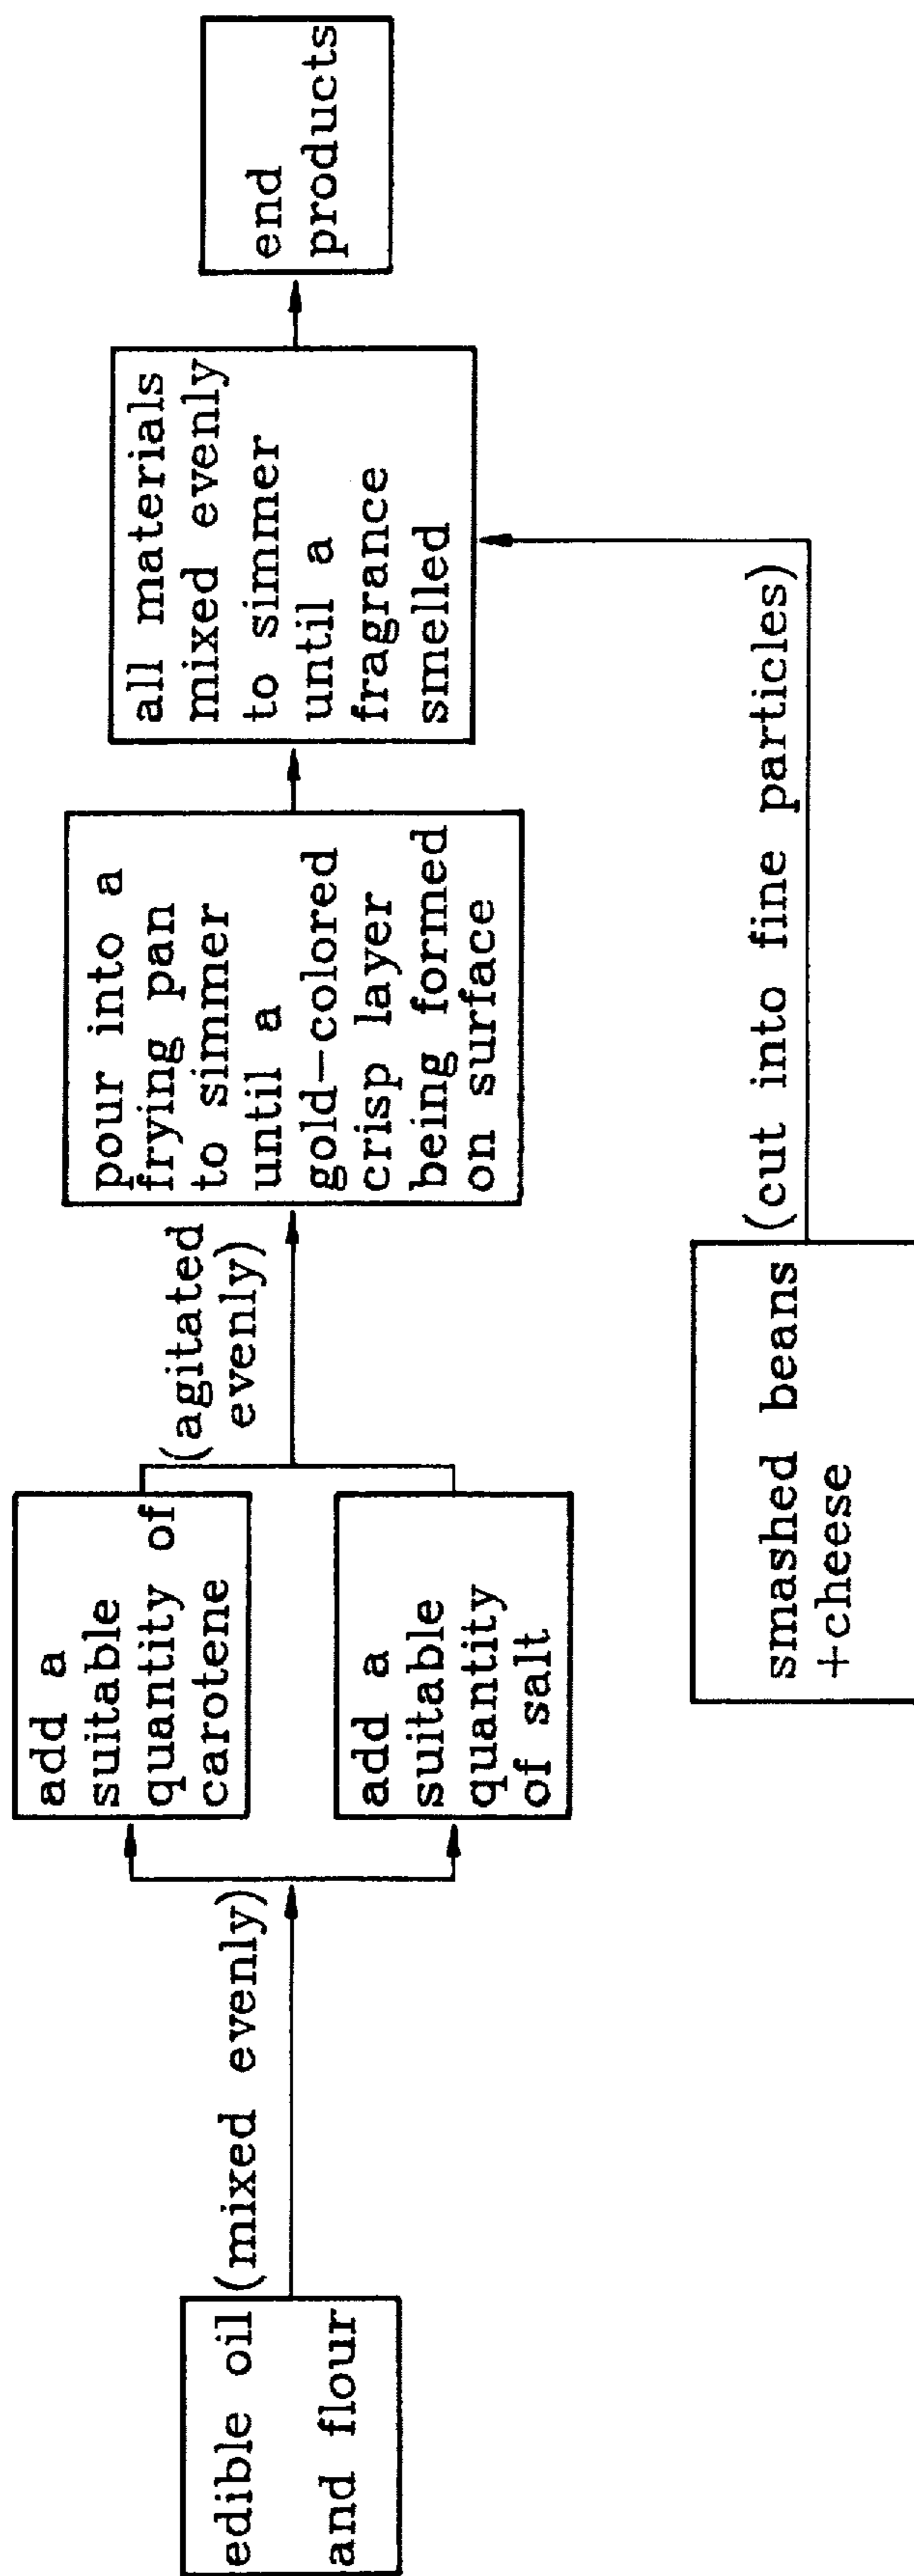 edible oil
and flour
(mixed evenly)
add a
suitable
quantity of
carotene
add a
suitable
quantity
of salt
(agitated
evenly)
pour into a
frying pan
to simmer
until a
gold-colored
crisp layer
being formed
on surface
all materials
mixed evenly
to simmer
until a
fragrance
smelled
end
products
smashed beans
+cheese
(cut into fine particles)